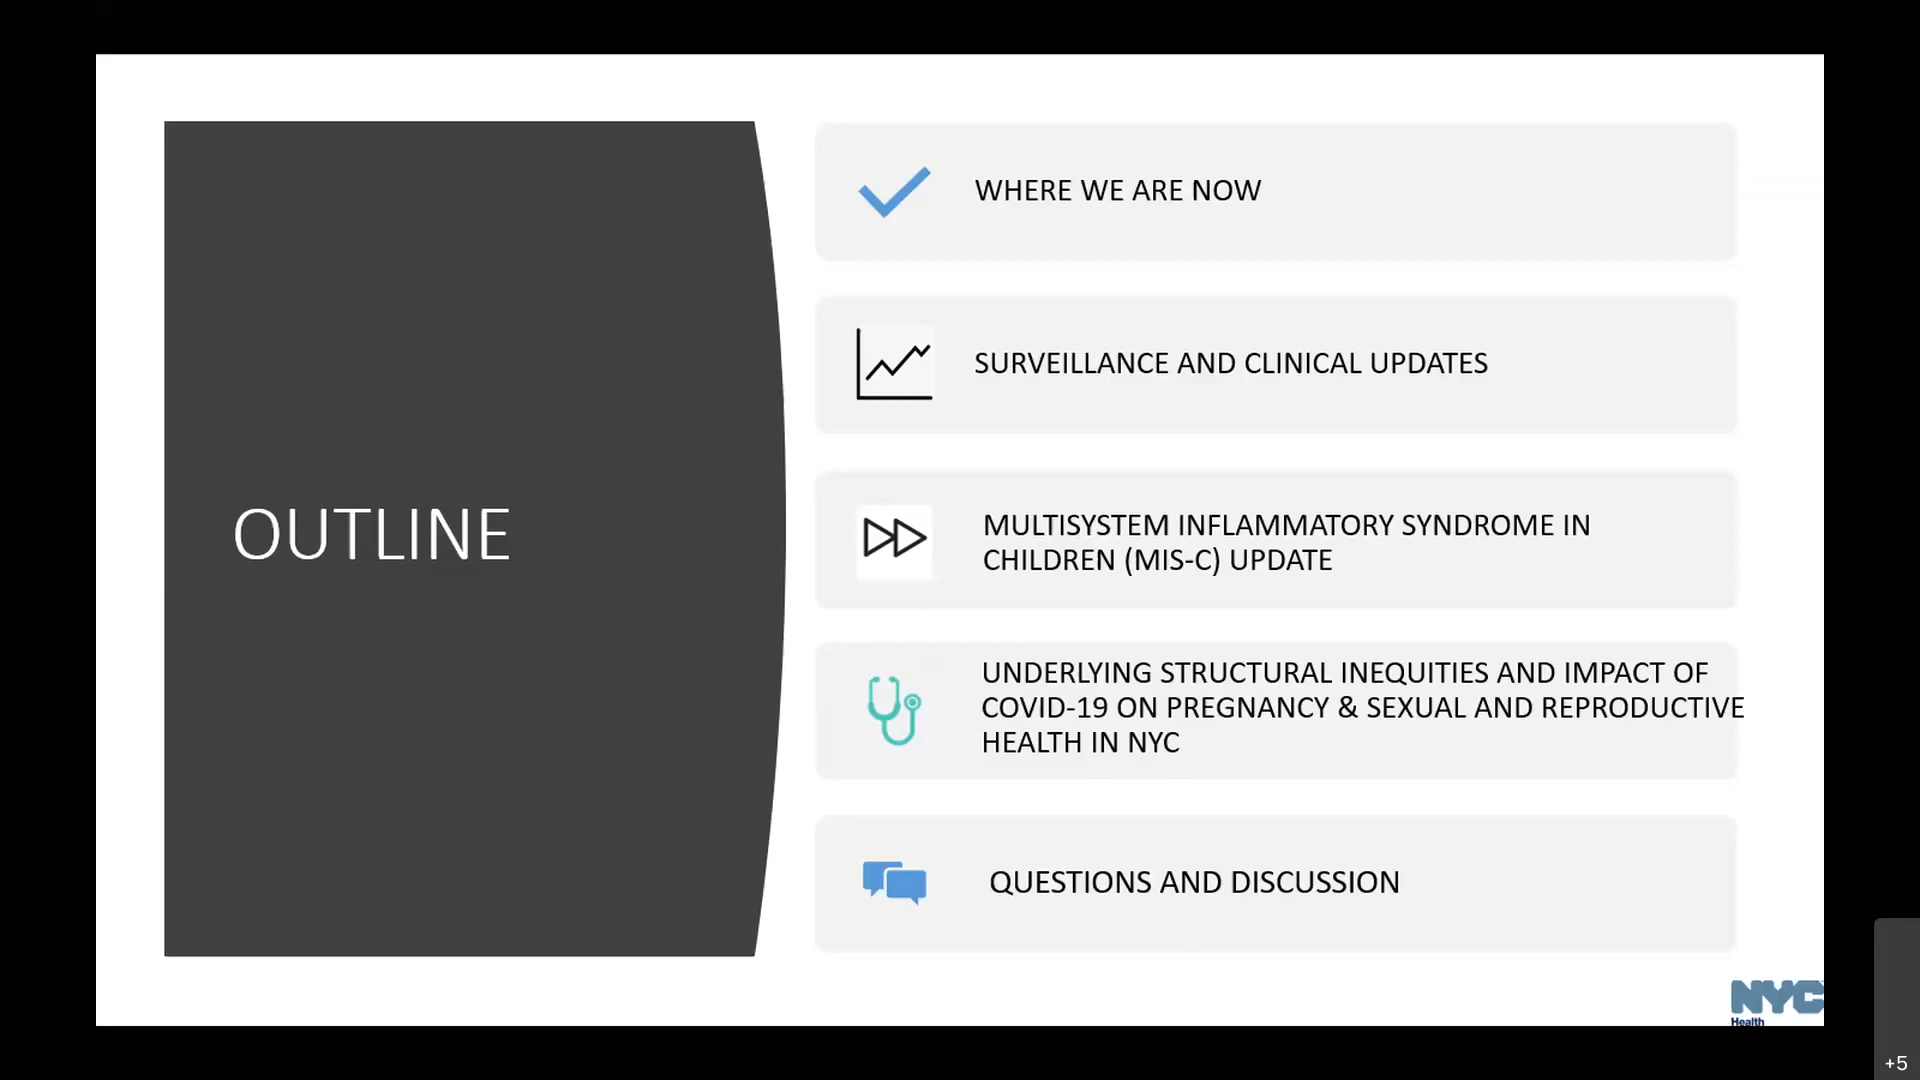 OUTLINE
WHERE WE ARE NOW
SURVEILLANCE AND CLINICAL UPDATES
MULTISYSTEM INFLAMMATORY SYNDROME IN
CHILDREN (MIS-C) UPDATE
UNDERLYING STRUCTURAL INEQUITIES AND IMPACT OF
COVID-19 ON PREGNANCY & SEXUAL AND REPRODUCTIVE
HEALTH IN NYC
QUESTIONS AND DISCUSSION
NYC
Health
+5